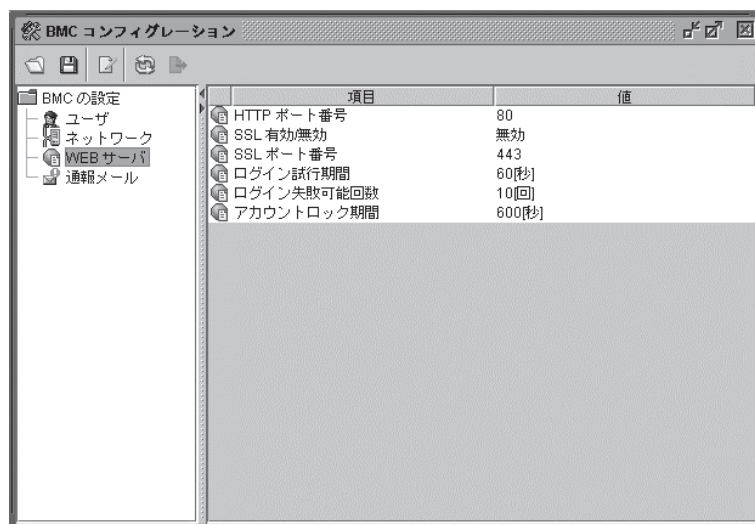 BMC コンフィグレーション
BMC の設定
ユーザ
ネットワーク
WEB サーバ
通報メール
項目 値
HTTP ポート番号 80
SSL 有効/無効 無効
SSL ポート番号 443
ログイン試行期間 60[秒]
ログイン失敗可能回数 10[回]
アカウントロック期間 600[秒]